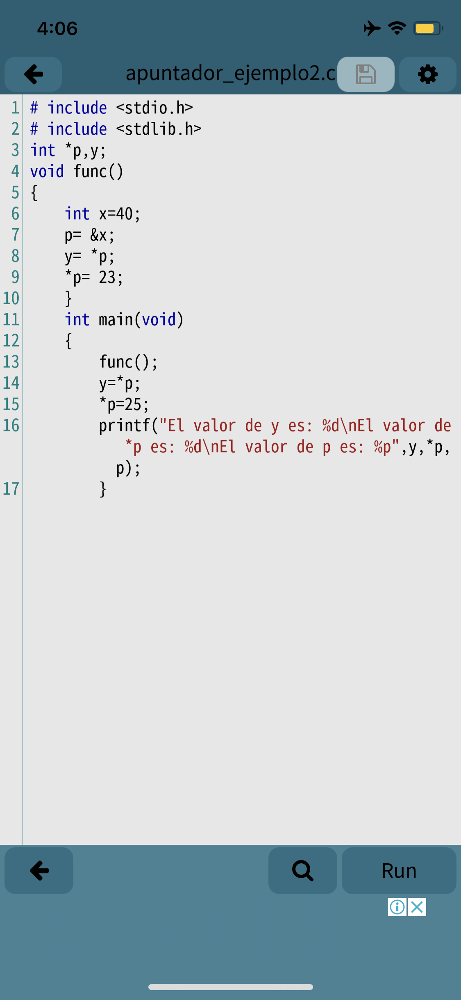 4:06
apuntador_ejemplo2.c
1 # include <stdio.h>
2 # include <stdlib.h>
3 int *p,y;
4 void func()
5 {
6     int x=40;
7     p= &x;
8     y= *p;
9     *p= 23;
10     }
11     int main(void)
12     {
13         func();
14         y=*p;
15         *p=25;
16         printf("El valor de y es: %d\nEl valor de
*p es: %d\nEl valor de p es: %p",y,*p,
p);
17         }
Run